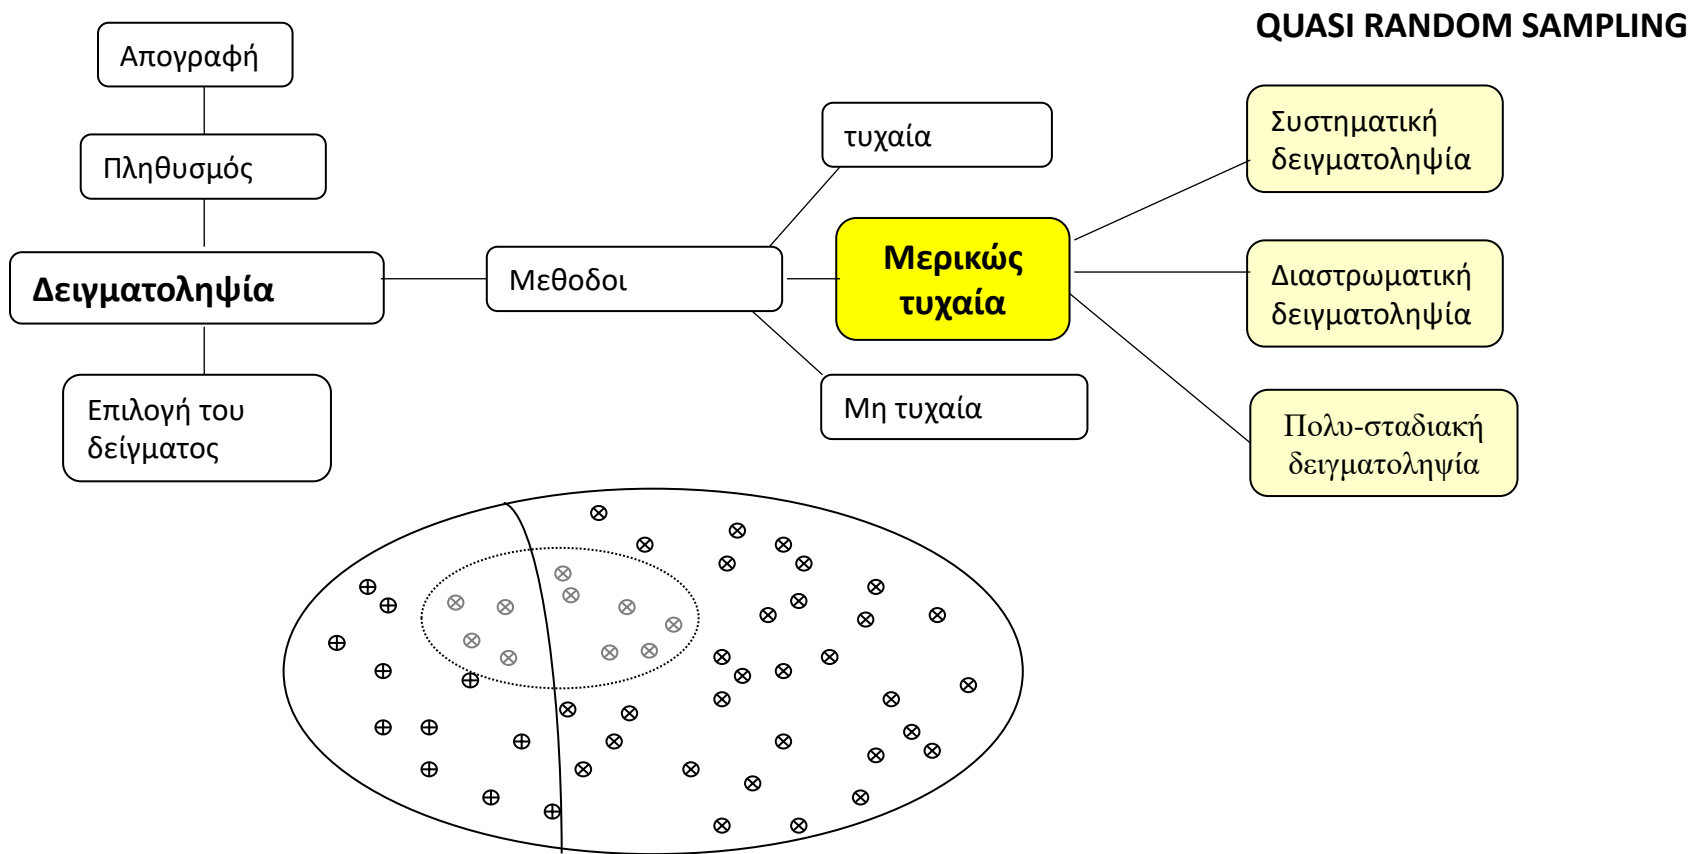 QUASI RANDOM SAMPLING
Απογραφή
Πληθυσμός
Δειγματοληψία
Επιλογή του
δείγματος
Μεθοδοι
τυχαία
Μερικώς
τυχαία
Μη τυχαία
Συστηματική
δειγματοληψία
Διαστρωματική
δειγματοληψία
Πολυ-σταδιακή
δειγματοληψία